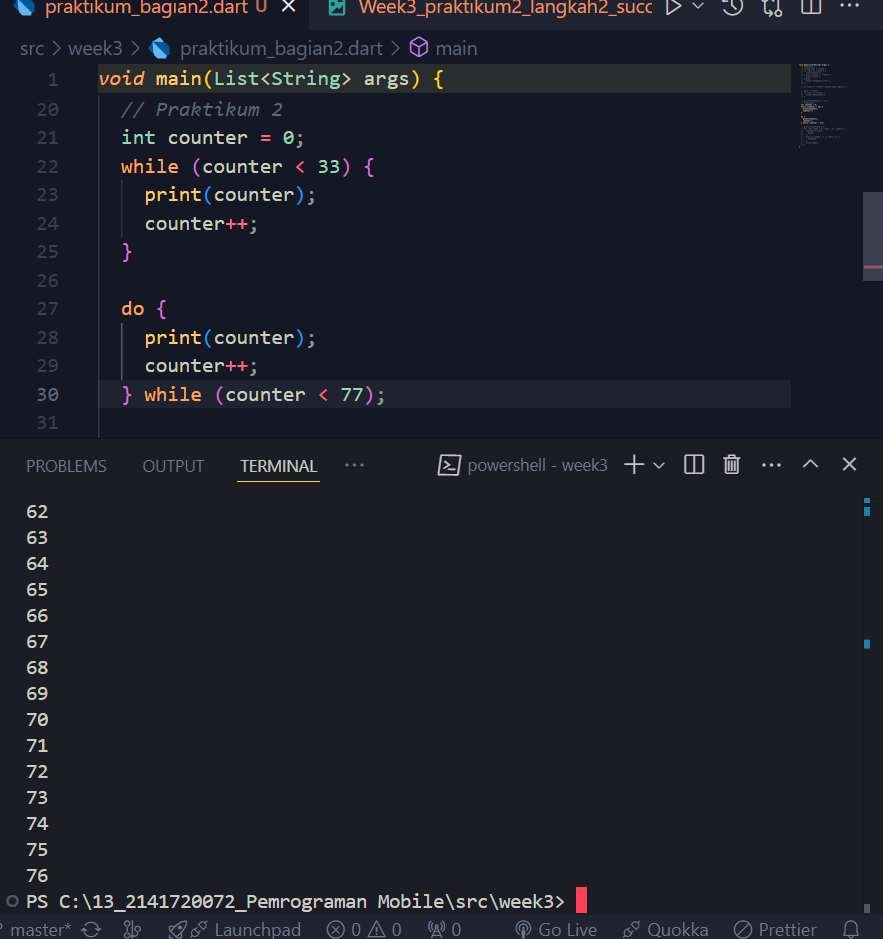 praktikum_bagian2.dart U Week3_praktikum2_langkah2_succ
src > week3 > praktikum_bagian2.dart > main
1 void main(List<String> args) {
20 // Praktikum 2
21 int counter = 0;
22 while (counter < 33) {
23 print(counter);
24 counter++;
25 }
26
27 do {
28 print(counter);
29 counter++;
30 } while (counter < 77);
31
PROBLEMS OUTPUT TERMINAL ··· powershell - week3
62
63
64
65
66
67
68
69
70
71
72
73
74
75
76
PS C:\13_2141720072_Pemrograman Mobile\src\week3>
master* Launchpad 0 0 0 Go Live Quokka Prettier